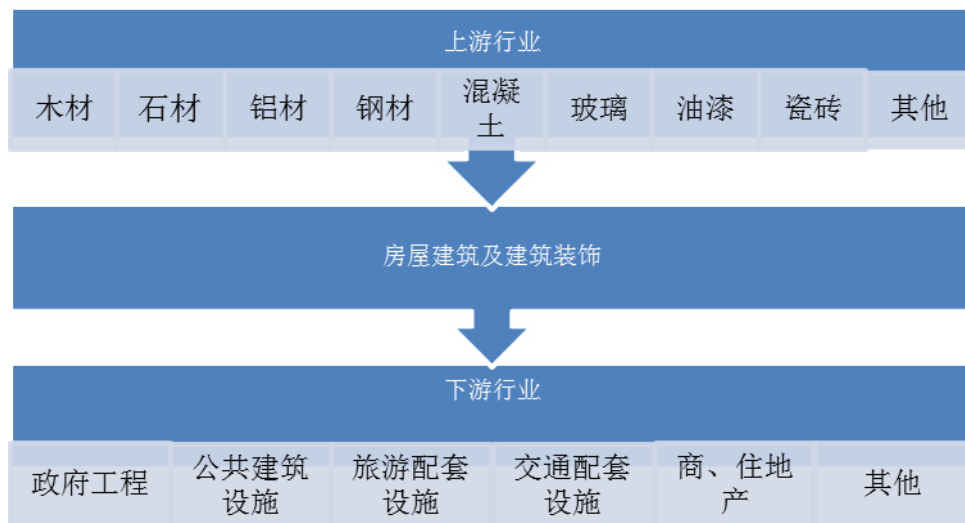 上游行业
木材 石材 铝材 钢材 混凝土 玻璃 油漆 瓷砖 其他
房屋建筑及建筑装饰
下游行业
政府工程 公共建筑设施 旅游配套设施 交通配套设施 商、住地产 其他